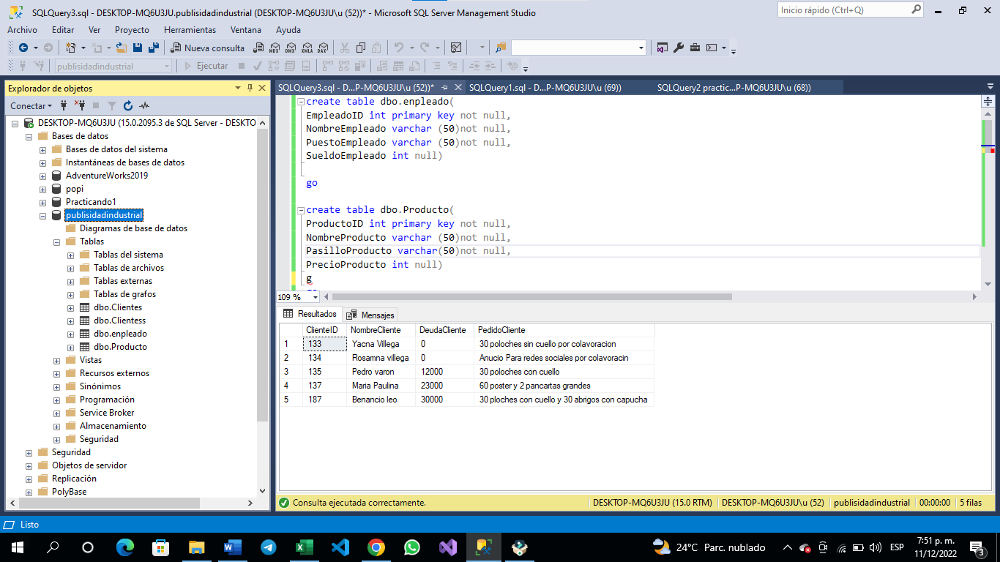 SQLQuery3.sql - DESKTOP-MQ6U3JU.publisidadindustrial (DESKTOP-MQ6U3JU\u (52))* - Microsoft SQL Server Management Studio
Inicio rápido (Ctrl+Q)
Archivo Editar Ver Proyecto Herramientas Ventana Ayuda
Nueva consulta MDX DMX XMLA DAX
publisidadindustrial Ejecutar
Explorador de objetos
Conectar
DESKTOP-MQ6U3JU (15.0.2095.3 de SQL Server - DESKTO
Bases de datos
Bases de datos del sistema
Instantáneas de bases de datos
AdventureWorks2019
popi
Practicando1
publisidadindustrial
Diagramas de base de datos
Tablas
Tablas del sistema
Tablas de archivos
Tablas externas
Tablas de grafos
dbo.Clientes
dbo.Clientess
dbo.enpleado
dbo.Producto
Vistas
Recursos externos
Sinónimos
Programación
Service Broker
Almacenamiento
Seguridad
Seguridad
Objetos de servidor
Replicación
PolyBase
SQLQuery3.sql - D...P-MQ6U3JU\u (52))* SQLQuery1.sql - D...P-MQ6U3JU\u (69)) SQLQuery2 practic...P-MQ6U3JU\u (68))
create table dbo.enpleado(
EmpleadoID int primary key not null,
NombreEmpleado varchar (50)not null,
PuestoEmpleado varchar (50)not null,
SueldoEmpleado int null)
go
create table dbo.Producto(
ProductoID int primary key not null,
NombreProducto varchar (50)not null,
PasilloProducto varchar(50)not null,
PrecioProducto int null)
g
109 %
Resultados Mensajes
ClienteID NombreCliente DeudaCliente PedidoCliente
1 133 Yacna Villega 0 30 poloches sin cuello por colavoracion
2 134 Rosamna villega 0 Anucio Para redes sociales por colavoracin
3 135 Pedro varon 12000 30 poloches con cuello
4 137 Maria Paulina 23000 60 poster y 2 pancartas grandes
5 187 Benancio leo 30000 30 ploches con cuello y 30 abrigos con capucha
Consulta ejecutada correctamente. DESKTOP-MQ6U3JU (15.0 RTM) DESKTOP-MQ6U3JU\u (52) publisidadindustrial 00:00:00 5 filas
Listo
24°C Parc. nublado ESP 7:51 p. m.
11/12/2022
3